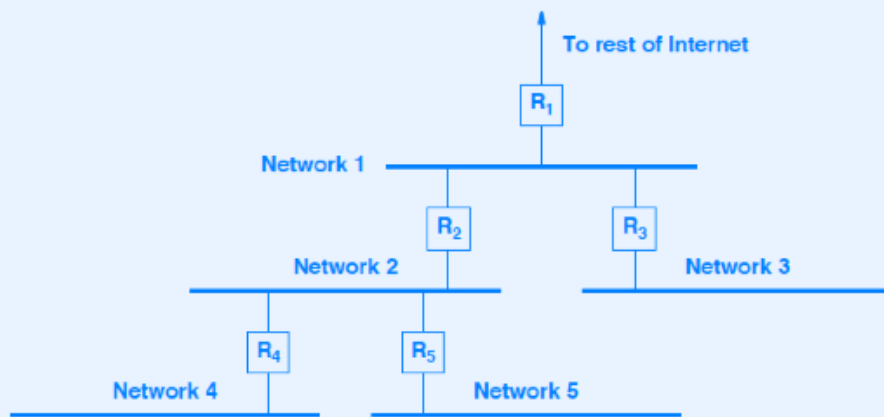 To rest of Internet
R1
Network 1
R2
R3
Network 2
Network 3
R4
R5
Network 4
Network 5